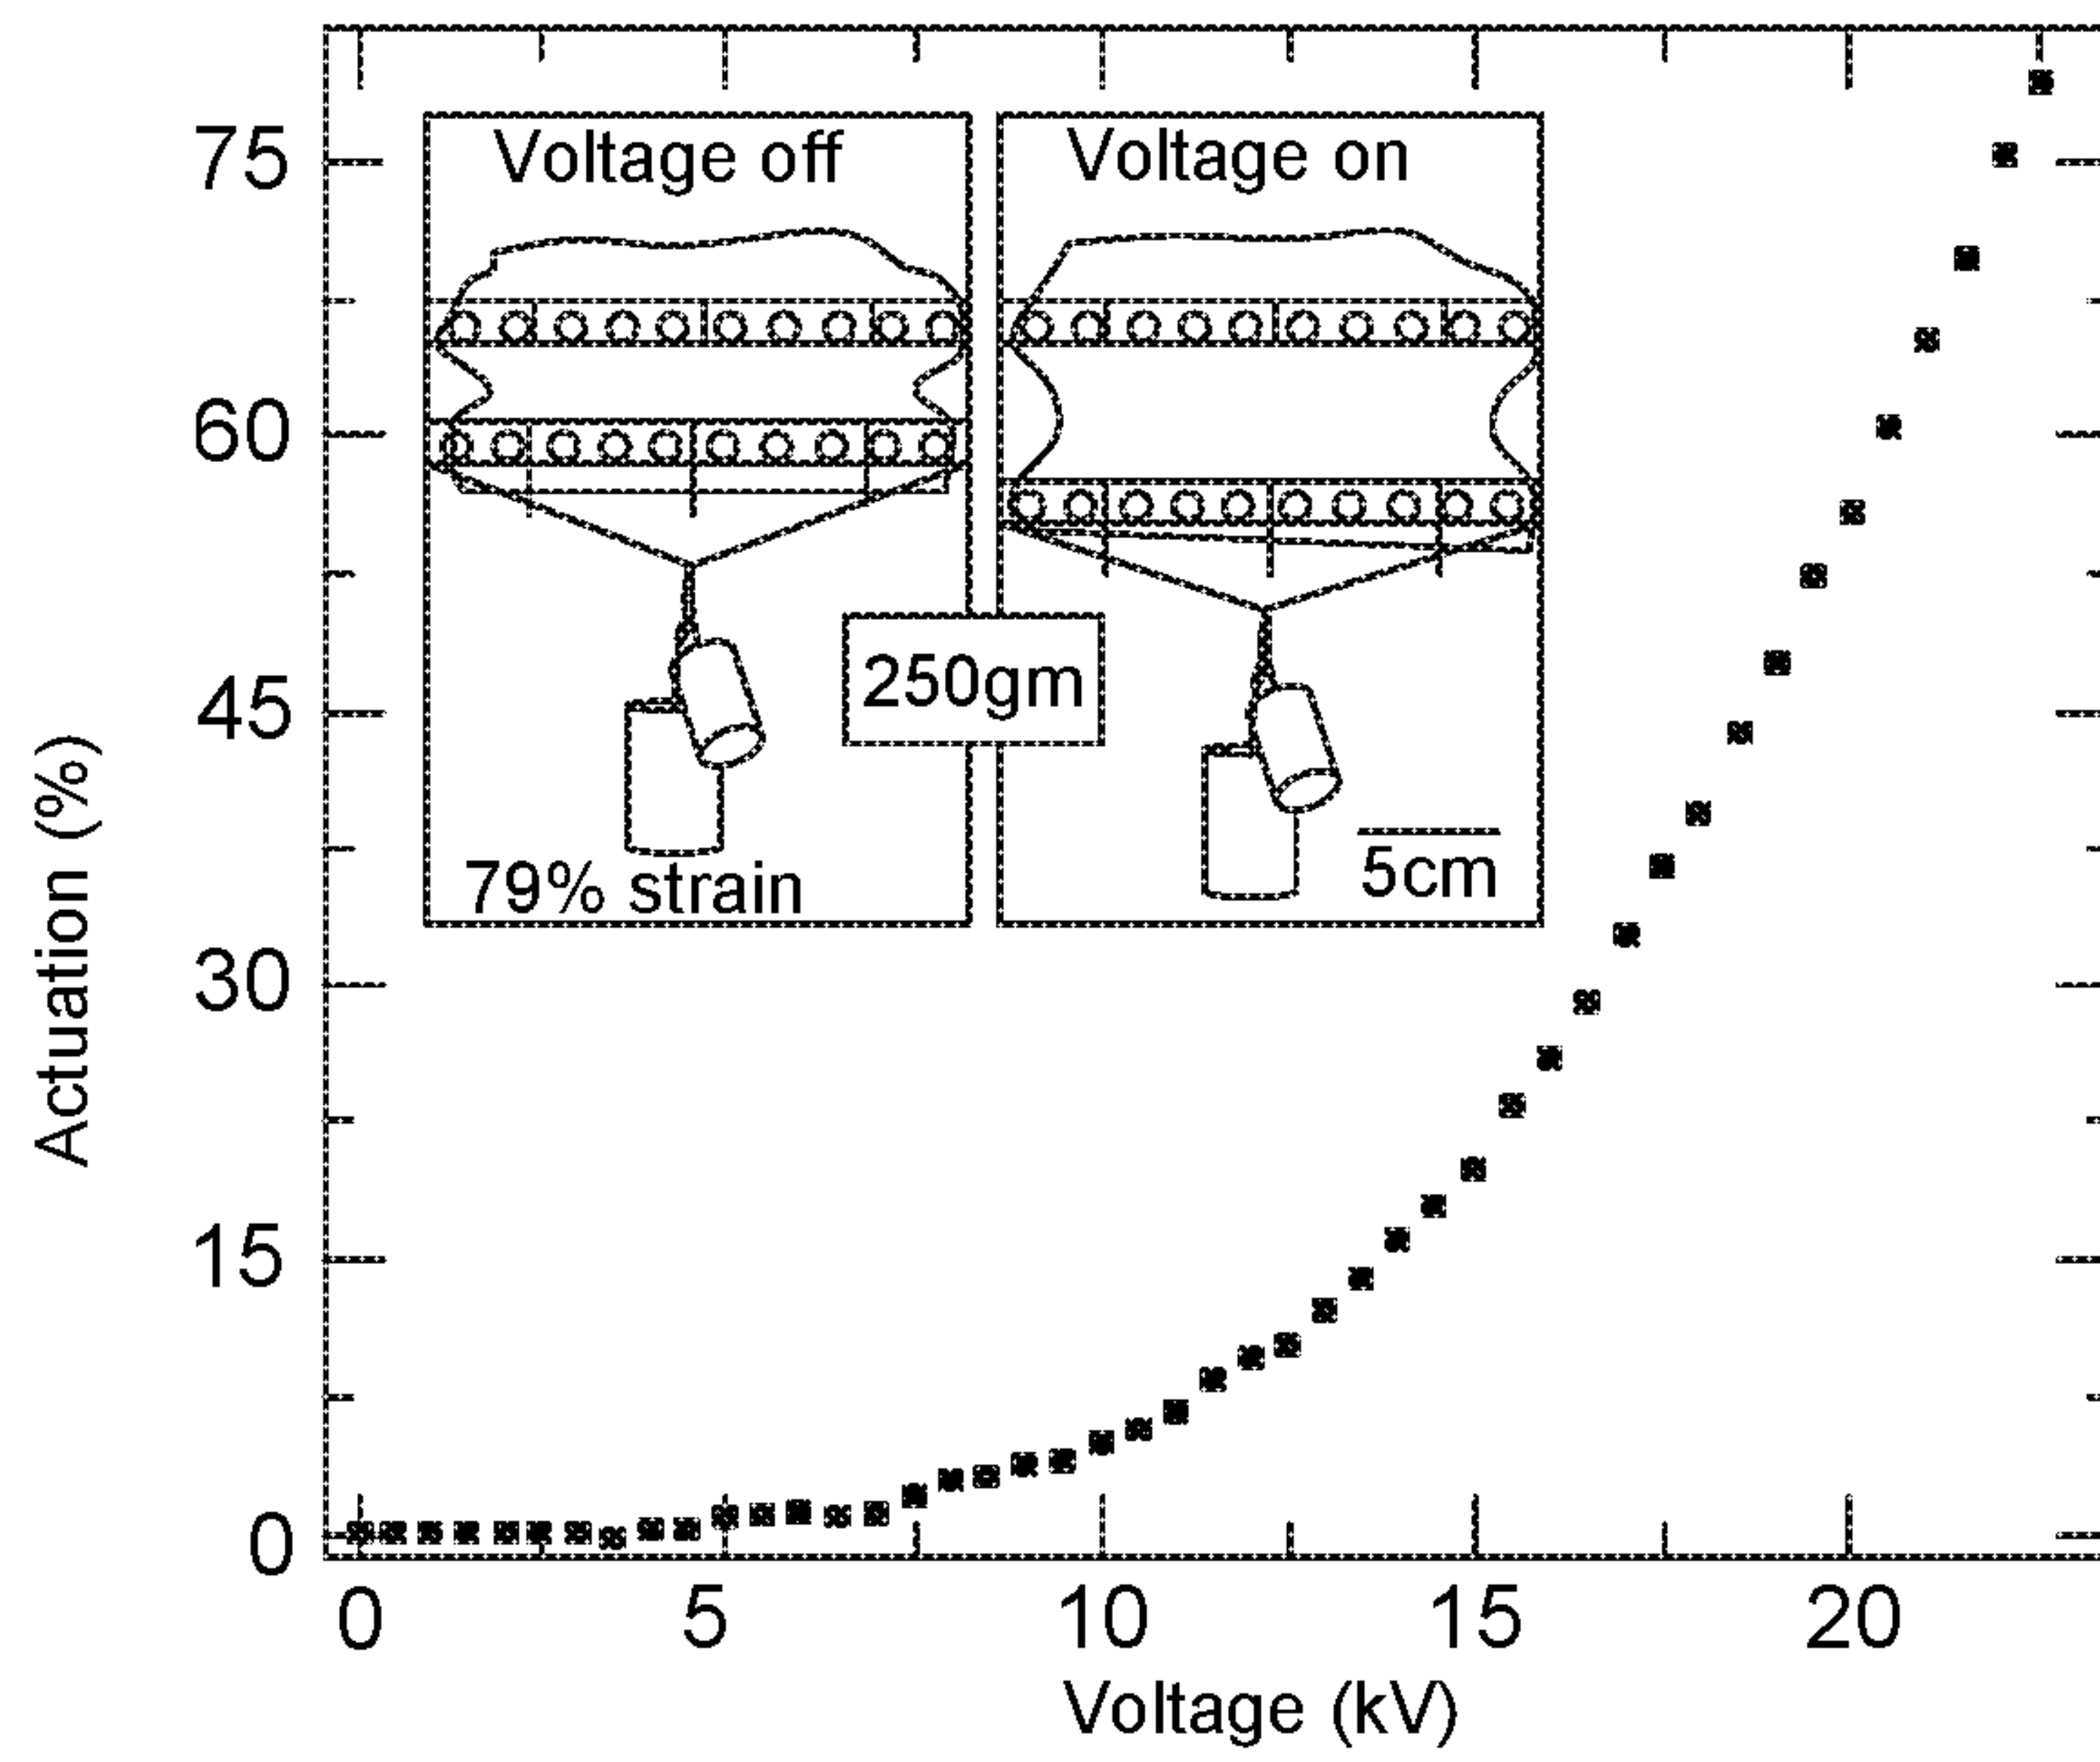 75
60
45
30
15
0
Actuation (%)
Voltage off
Voltage on
250gm
79% strain
5cm
0 5 10 15 20
Voltage (kV)